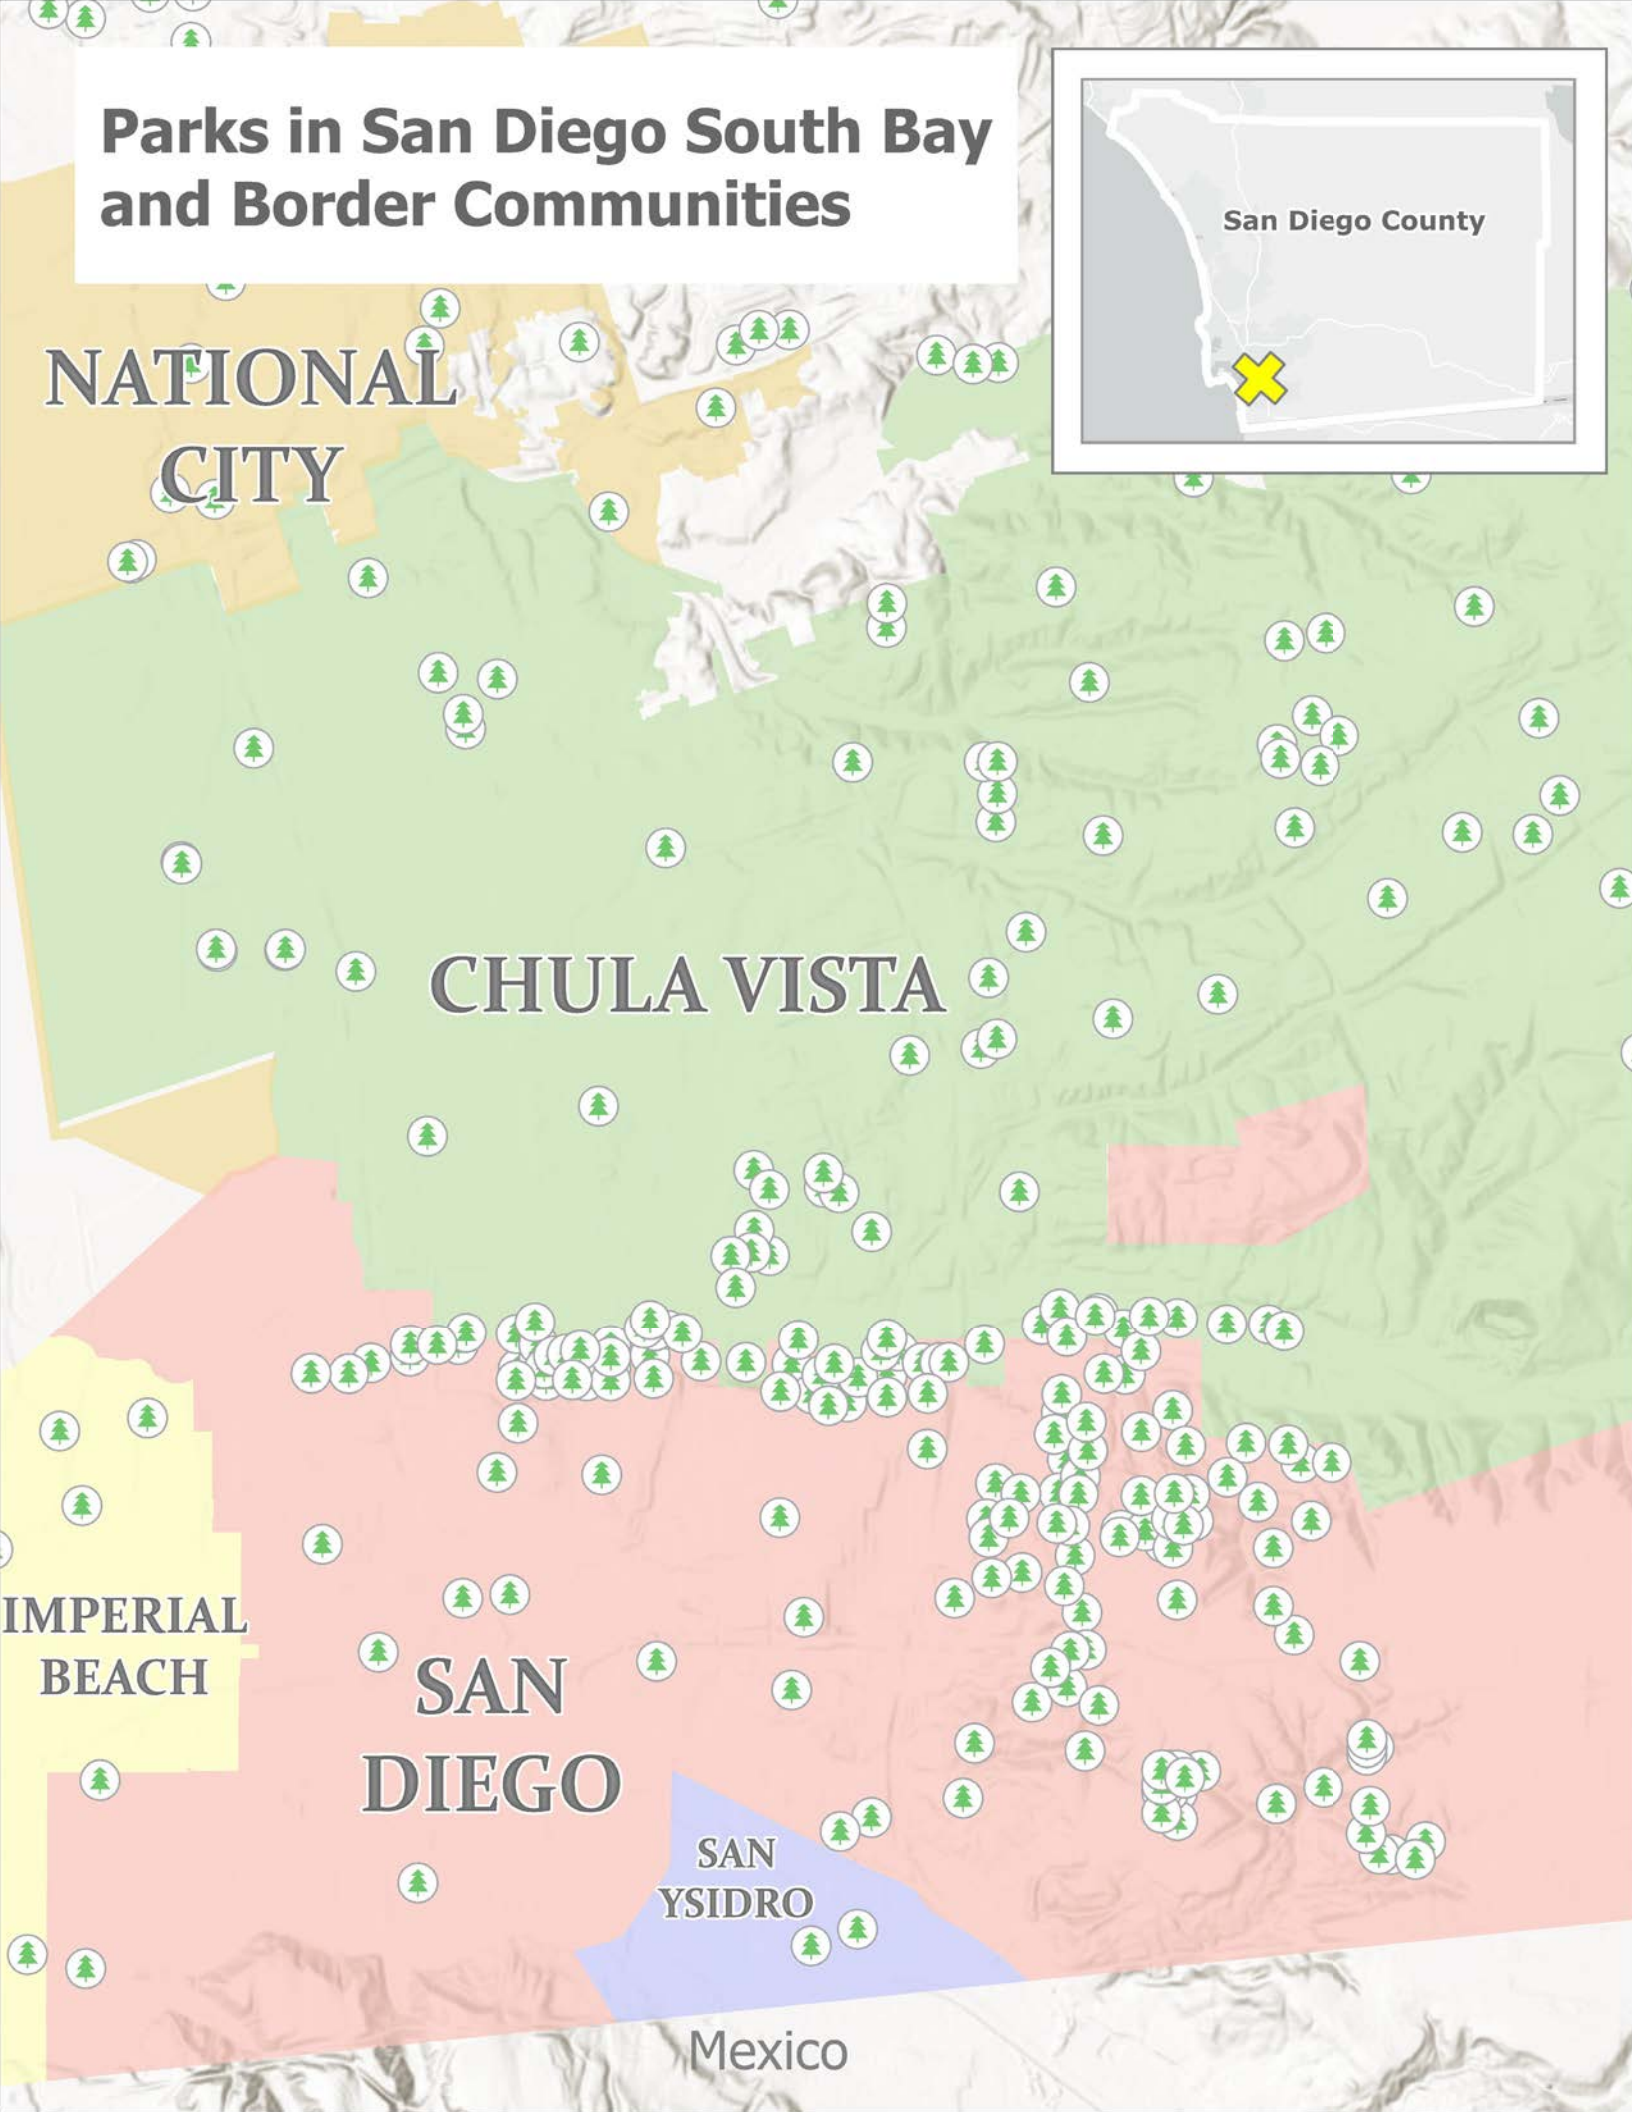 Parks in San Diego South Bay
and Border Communities
San Diego County
NATIONAL
CITY
CHULA VISTA
IMPERIAL
BEACH
SAN
DIEGO
SAN
YSIDRO
Mexico